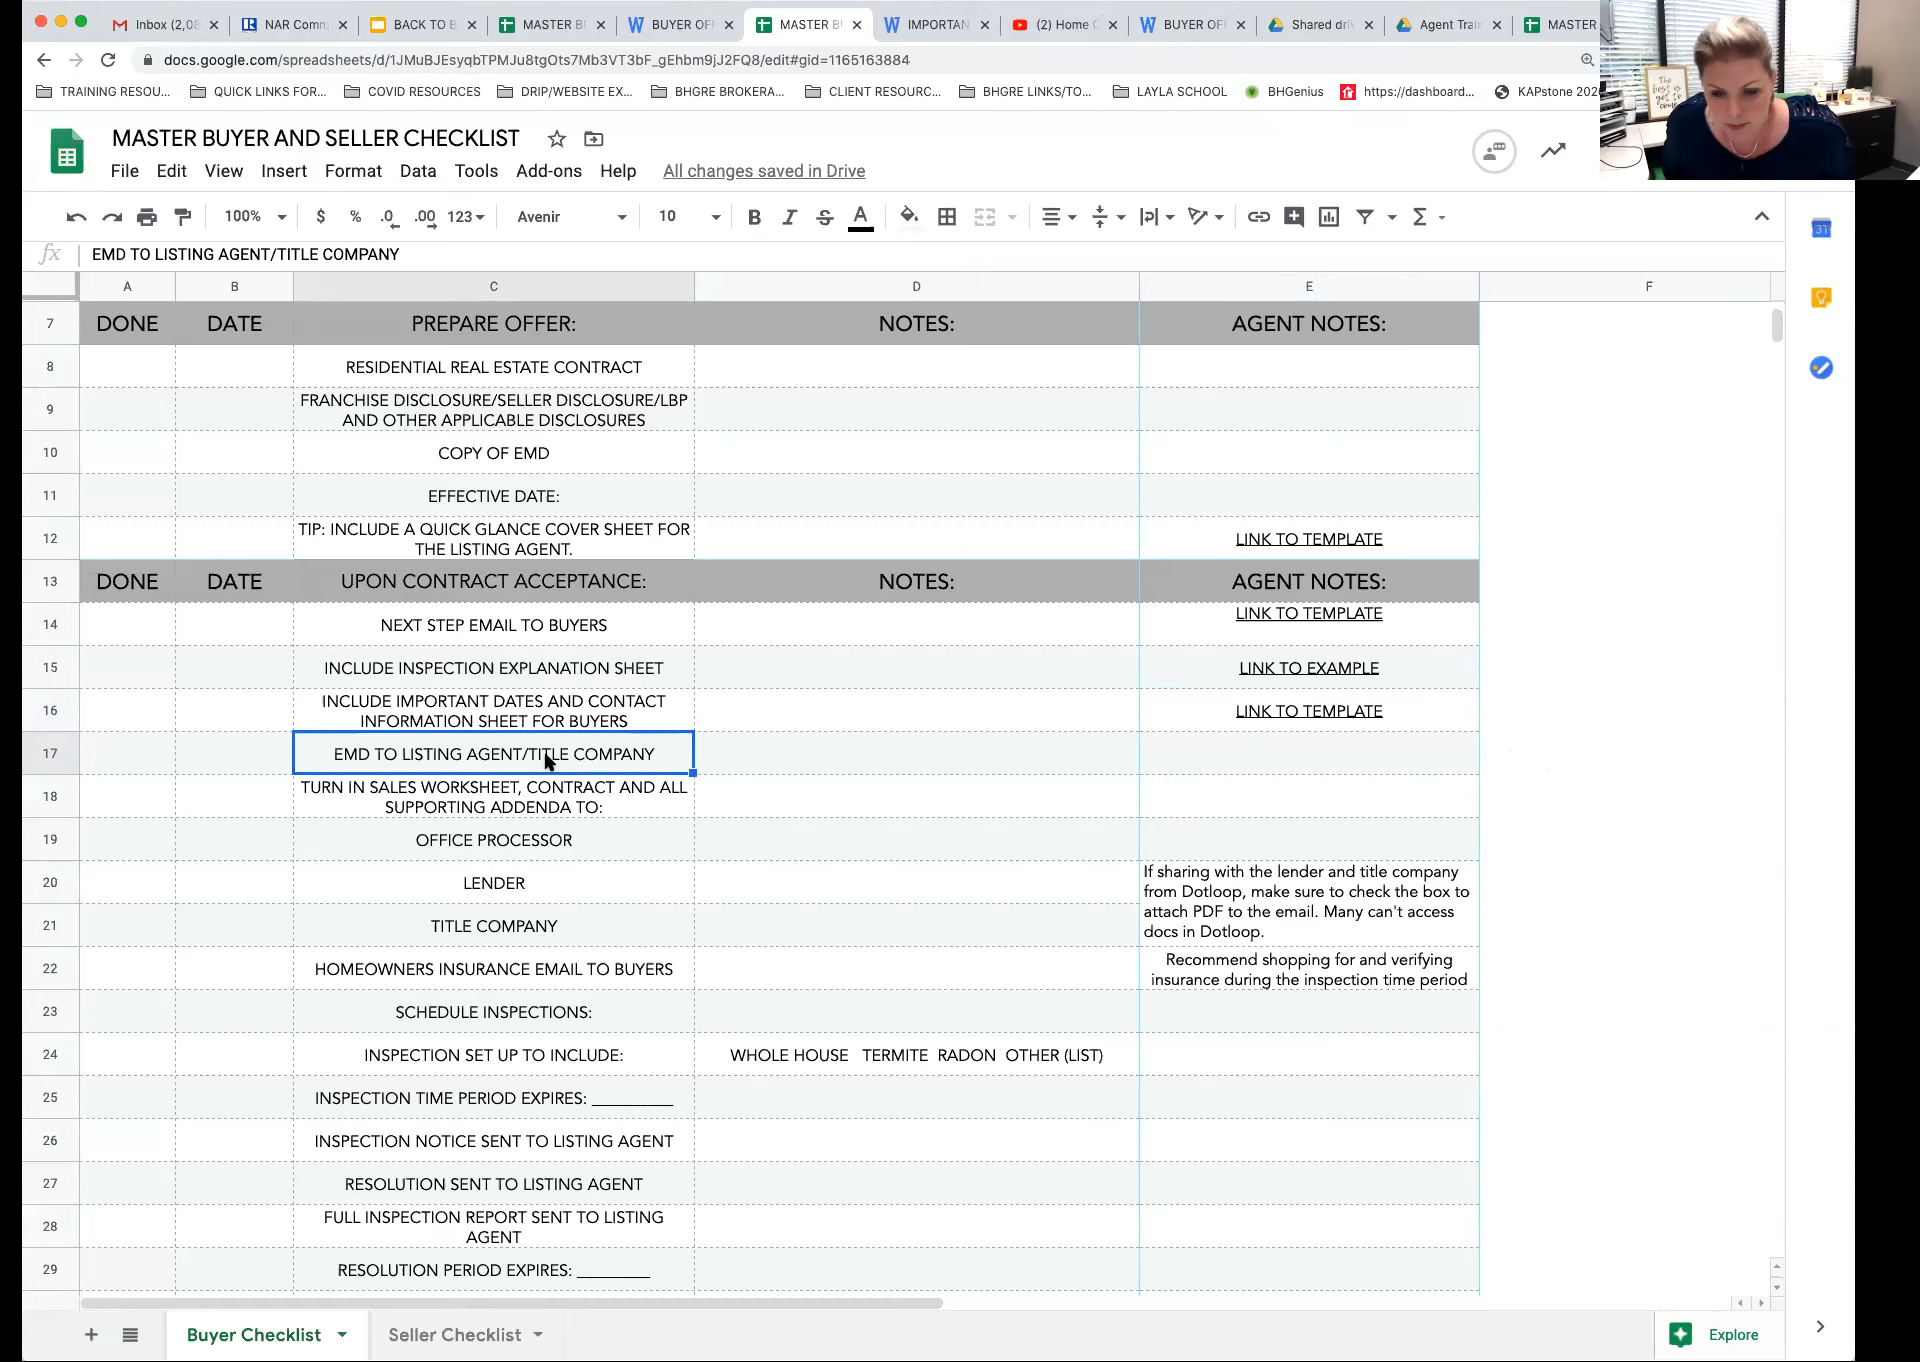 Inbox (2,08
NAR Comm
BACK TO B
MASTER B
BUYER OF
MASTER B
IMPORTAN
(2) Home C
BUYER OF
Shared dri
Agent Trai
MASTER
docs.google.com/spreadsheets/d/1JMuBJEsyqbTPMJu8tgOts7Mb3VT3bF_gEhbm9jJ2FQ8/edit#gid=1165163884
TRAINING RESOU...
QUICK LINKS FOR...
COVID RESOURCES
DRIP/WEBSITE EX...
BHGRE BROKERA...
CLIENT RESOURC...
BHGRE LINKS/TO...
LAYLA SCHOOL
BHGenius
https://dashboard...
KAPstone 202
The best is yet to come
MASTER BUYER AND SELLER CHECKLIST
File Edit View Insert Format Data Tools Add-ons Help All changes saved in Drive
100% $ % .0 .00 123 Avenir 10 B I S A
31
fx EMD TO LISTING AGENT/TITLE COMPANY
A B C D E F
7 DONE DATE PREPARE OFFER: NOTES: AGENT NOTES:
8 RESIDENTIAL REAL ESTATE CONTRACT
9 FRANCHISE DISCLOSURE/SELLER DISCLOSURE/LBP
AND OTHER APPLICABLE DISCLOSURES
10 COPY OF EMD
11 EFFECTIVE DATE:
12 TIP: INCLUDE A QUICK GLANCE COVER SHEET FOR
THE LISTING AGENT.
LINK TO TEMPLATE
13 DONE DATE UPON CONTRACT ACCEPTANCE: NOTES: AGENT NOTES:
14 NEXT STEP EMAIL TO BUYERS LINK TO TEMPLATE
15 INCLUDE INSPECTION EXPLANATION SHEET LINK TO EXAMPLE
16 INCLUDE IMPORTANT DATES AND CONTACT
INFORMATION SHEET FOR BUYERS
LINK TO TEMPLATE
17 EMD TO LISTING AGENT/TITLE COMPANY
18 TURN IN SALES WORKSHEET, CONTRACT AND ALL
SUPPORTING ADDENDA TO:
19 OFFICE PROCESSOR
20 LENDER
21 TITLE COMPANY
If sharing with the lender and title company
from Dotloop, make sure to check the box to
attach PDF to the email. Many can't access
docs in Dotloop.
22 HOMEOWNERS INSURANCE EMAIL TO BUYERS
Recommend shopping for and verifying
insurance during the inspection time period
23 SCHEDULE INSPECTIONS:
24 INSPECTION SET UP TO INCLUDE: WHOLE HOUSE TERMITE RADON OTHER (LIST)
25 INSPECTION TIME PERIOD EXPIRES: _________
26 INSPECTION NOTICE SENT TO LISTING AGENT
27 RESOLUTION SENT TO LISTING AGENT
28 FULL INSPECTION REPORT SENT TO LISTING
AGENT
29 RESOLUTION PERIOD EXPIRES: ________
Buyer Checklist Seller Checklist Explore